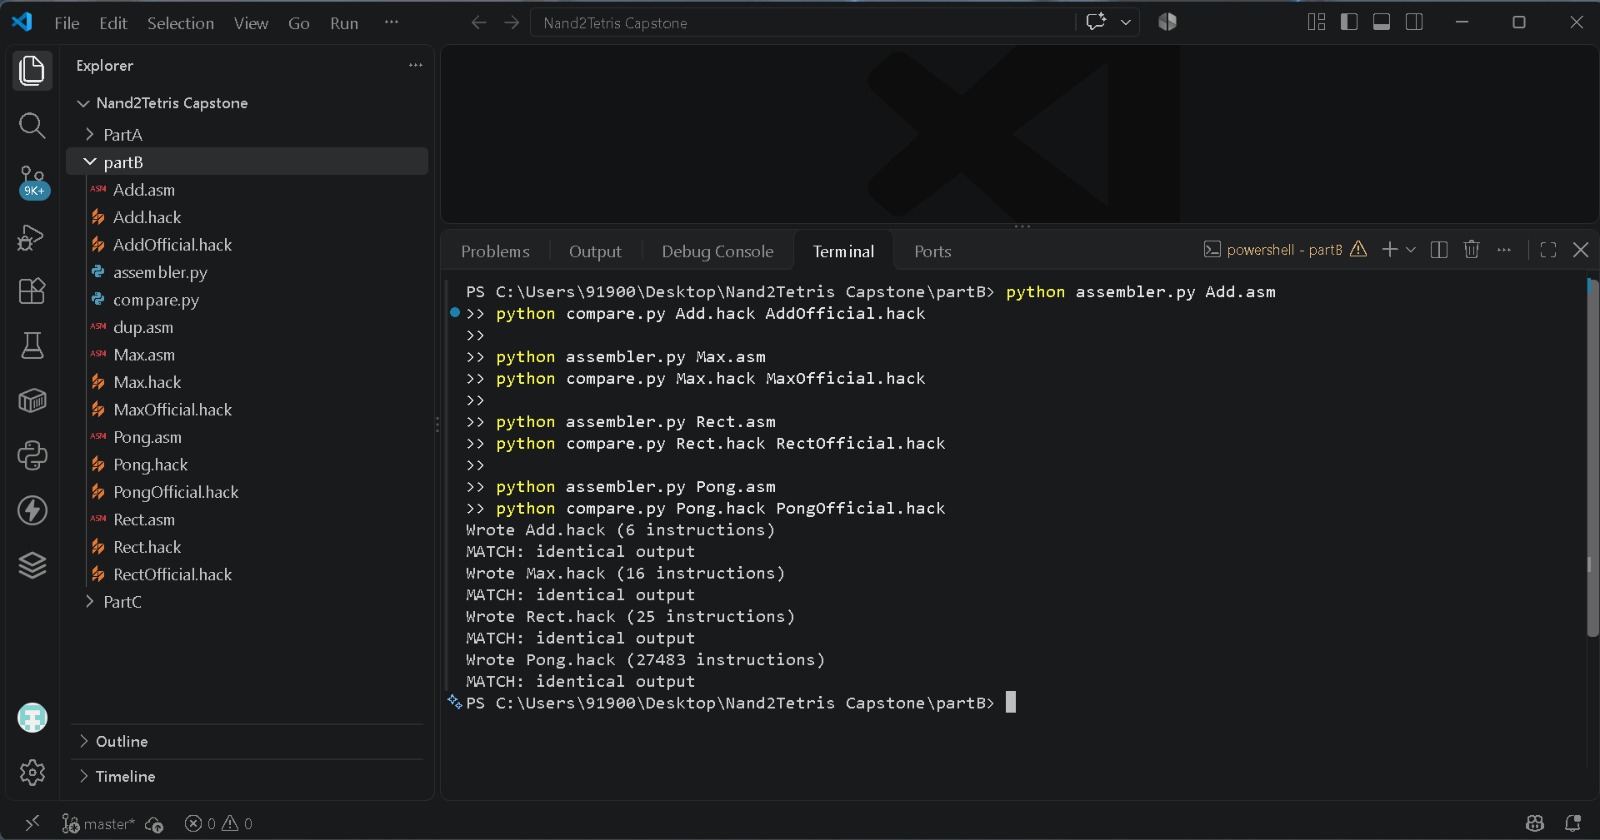 File Edit Selection View Go Run ··· Nand2Tetris Capstone
Explorer ···
Nand2Tetris Capstone
PartA
partB
ASM Add.asm
Add.hack
AddOfficial.hack
assembler.py
compare.py
ASM dup.asm
ASM Max.asm
Max.hack
MaxOfficial.hack
ASM Pong.asm
Pong.hack
PongOfficial.hack
ASM Rect.asm
Rect.hack
RectOfficial.hack
PartC
Outline
Timeline
9K+
Problems Output Debug Console Terminal Ports powershell - partB
PS C:\Users\91900\Desktop\Nand2Tetris Capstone\partB> python assembler.py Add.asm
>> python compare.py Add.hack AddOfficial.hack
>>
>> python assembler.py Max.asm
>> python compare.py Max.hack MaxOfficial.hack
>>
>> python assembler.py Rect.asm
>> python compare.py Rect.hack RectOfficial.hack
>>
>> python assembler.py Pong.asm
>> python compare.py Pong.hack PongOfficial.hack
Wrote Add.hack (6 instructions)
MATCH: identical output
Wrote Max.hack (16 instructions)
MATCH: identical output
Wrote Rect.hack (25 instructions)
MATCH: identical output
Wrote Pong.hack (27483 instructions)
MATCH: identical output
PS C:\Users\91900\Desktop\Nand2Tetris Capstone\partB>
master* 0 0